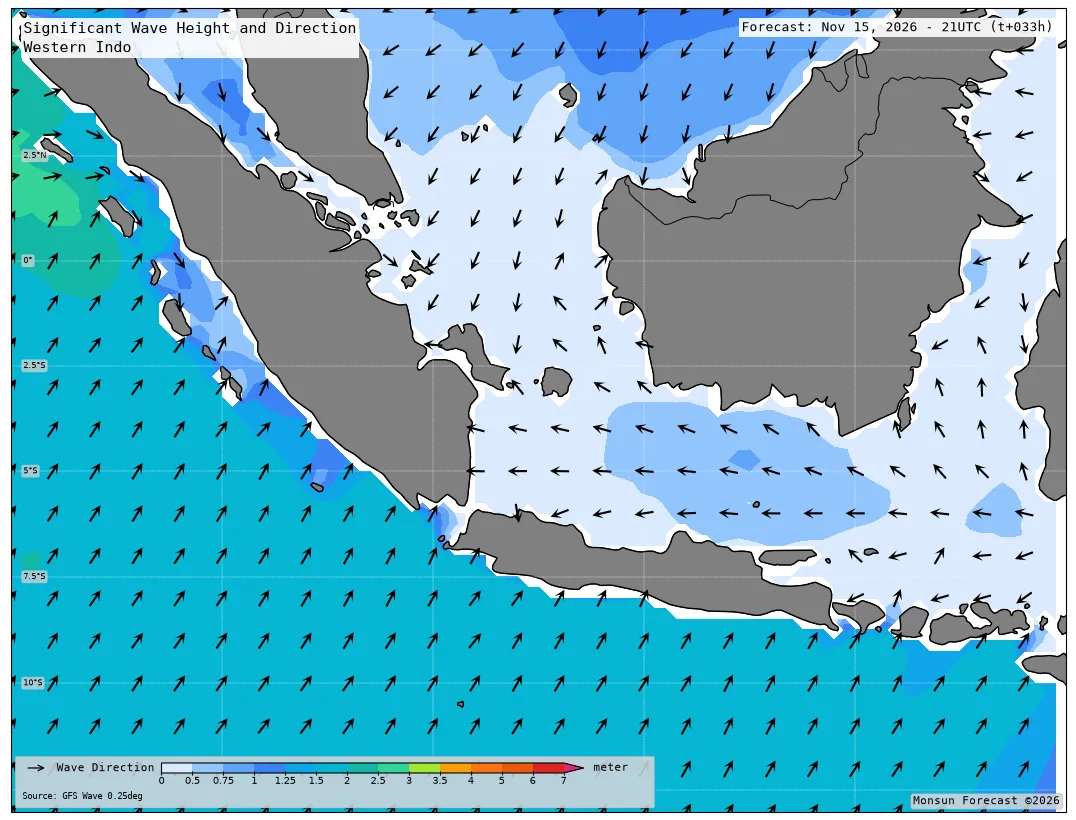 Significant Wave Height and Direction
Western Indo
Forecast: Nov 15, 2026 - 21UTC (t+033h)
2.5°N
0°
2.5°S
5°S
7.5°S
10°S
Wave Direction
meter
0 0.5 0.75 1 1.25 1.5 2 2.5 3 3.5 4 5 6 7
Source: GFS Wave 0.25deg
Monsun Forecast ©2026